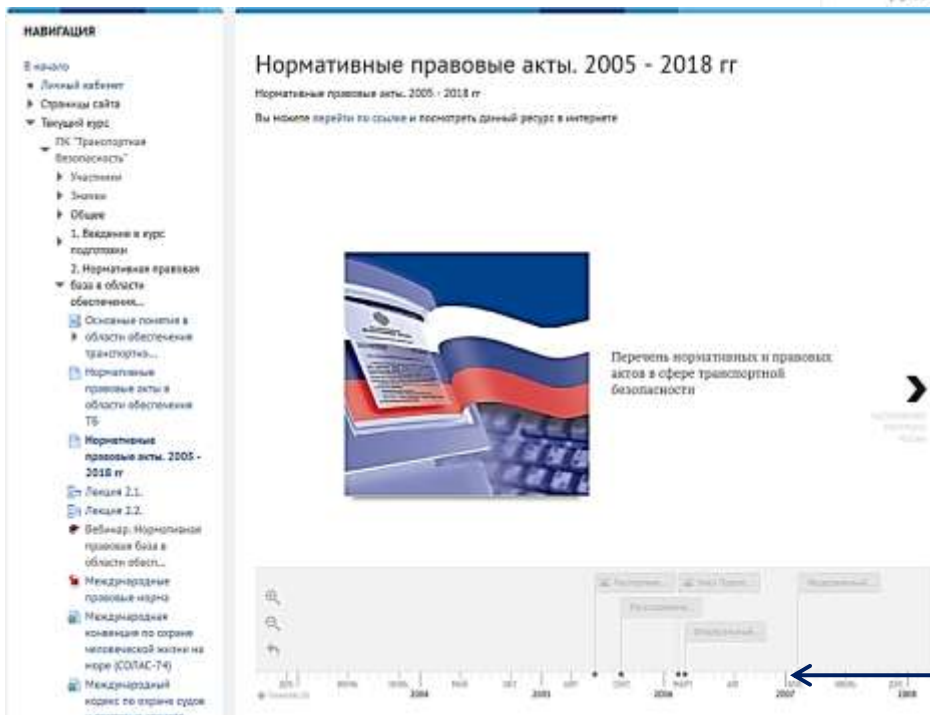 НАВИГАЦИЯ
В начало
Личный кабинет
Страницы сайта
Текущий курс
ПК "Транспортная
безопасность"
Участники
Значки
Общее
1. Введение в курс
подготовки
2. Нормативная правовая
база в области
обеспечения...
Основные понятия в
области обеспечения
транспортно...
Нормативные
правовые акты в
области обеспечения
ТБ
Нормативные
правовые акты. 2005 -
2018 гг
Лекция 2.1.
Лекция 2.2.
Вебинар. Нормативная
правовая база в
области обесп...
Международные
правовые нормы
Международная
конвенция по охране
человеческой жизни на
море (СОЛАС-74)
Международный
кодекс по охране судов
Нормативные правовые акты. 2005 - 2018 гг
Нормативные правовые акты. 2005 - 2018 гг
Вы можете перейти по ссылке и посмотреть данный ресурс в интернете
Перечень нормативных и правовых
актов в сфере транспортной
безопасности
2004 2005 2006 2007 2008